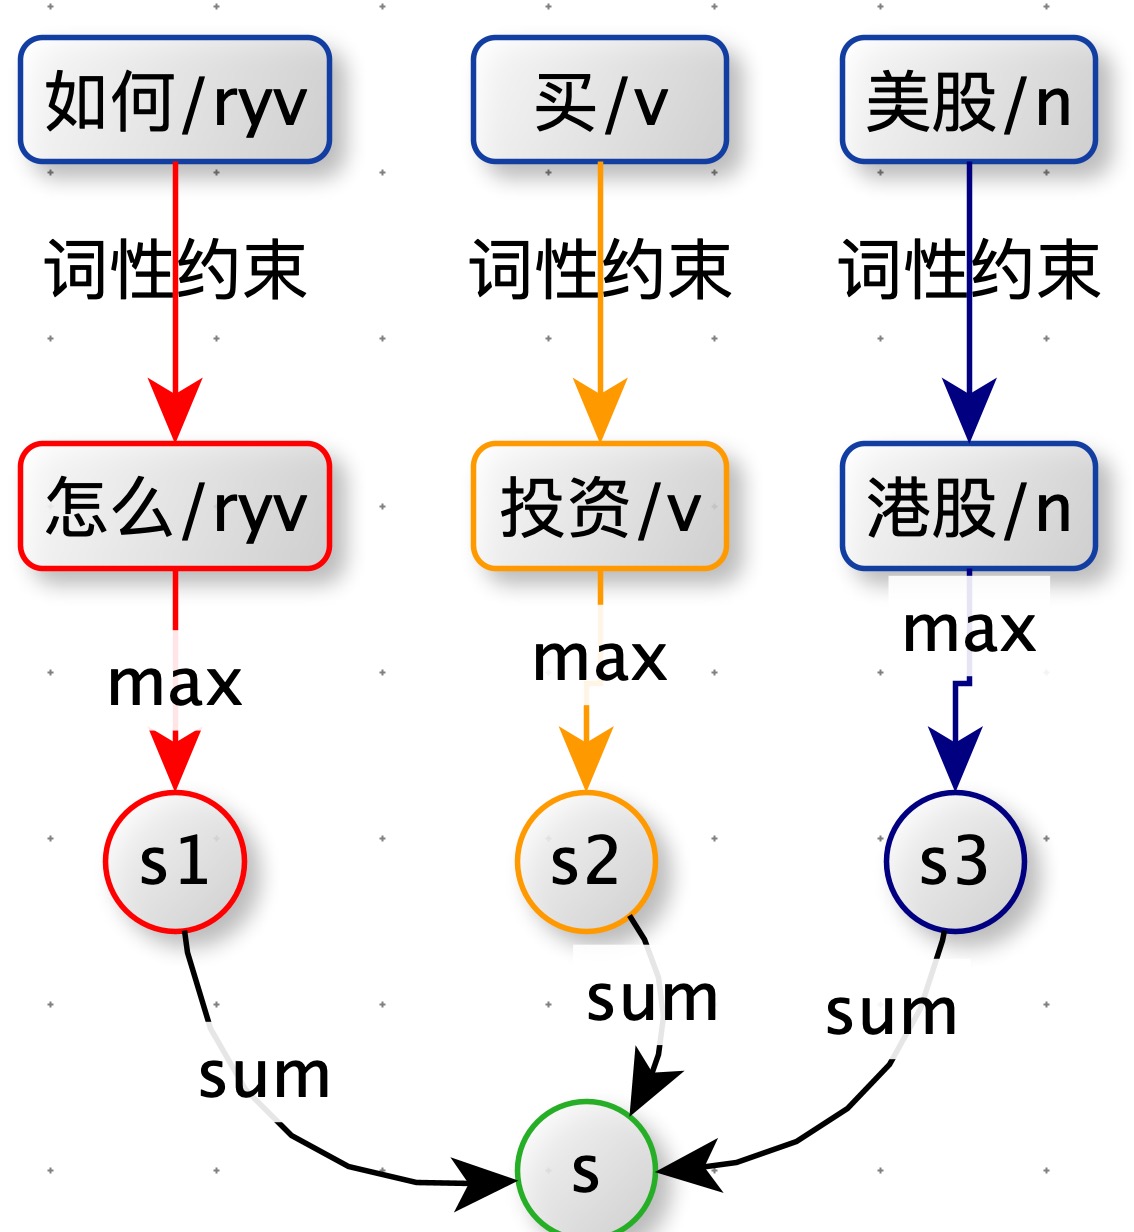 如何/ryv
买/v
美股/n
词性约束
词性约束
词性约束
怎么/ryv
投资/v
港股/n
max
max
max
s1
s2
s3
sum
sum
sum
s